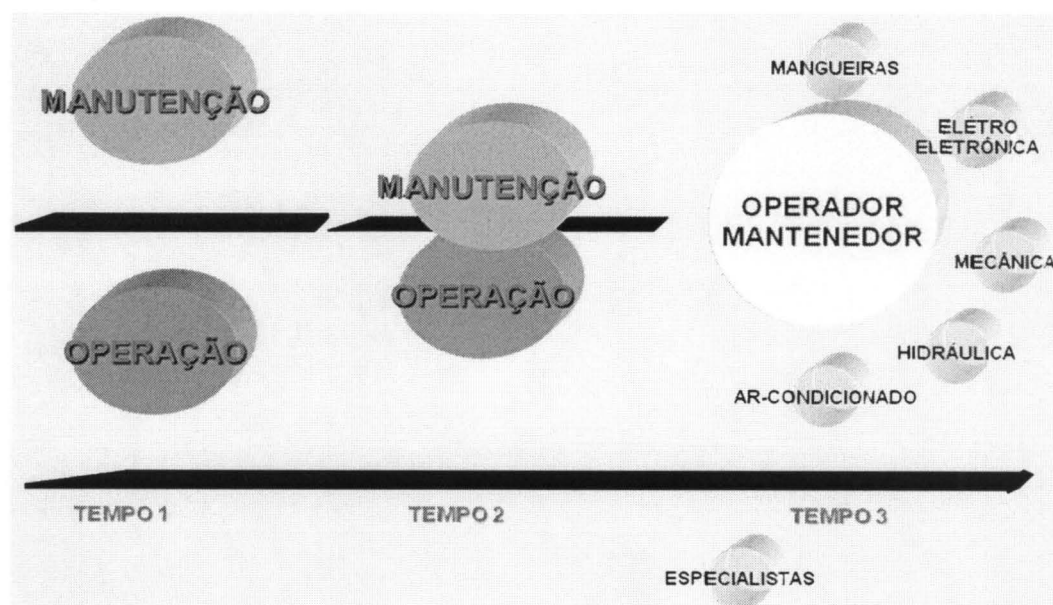 MANUTENÇÃO
OPERAÇÃO
MANUTENÇÃO
OPERAÇÃO
MANGUEIRAS
ELETRO
ELETRÔNICA
OPERADOR
MANTENEDOR
MECÂNICA
HIDRÁULICA
AR-CONDICIONADO
TEMPO 1
TEMPO 2
TEMPO 3
ESPECIALISTAS